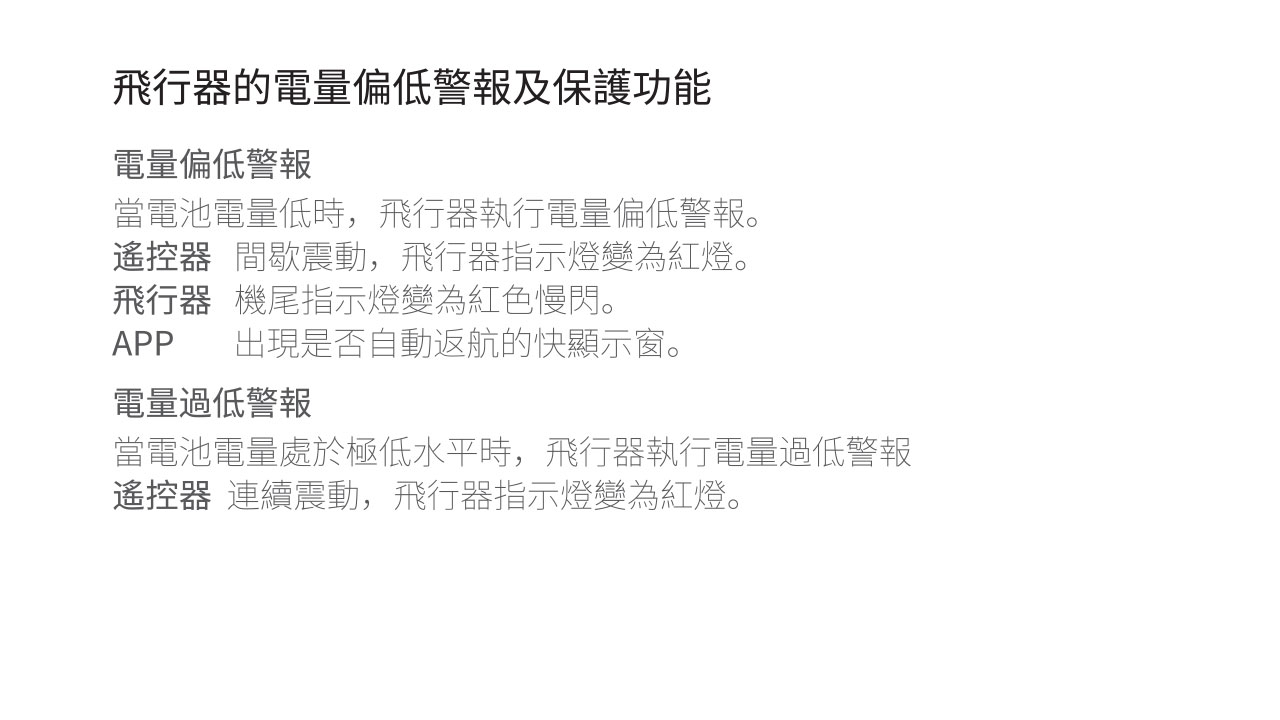 飛行器的電量偏低警報及保護功能
電量偏低警報
當電池電量低時，飛行器執行電量偏低警報。
遙控器 間歇震動，飛行器指示燈變為紅燈。
飛行器 機尾指示燈變為紅色慢閃。
APP 出現是否自動返航的快顯示窗。
電量過低警報
當電池電量處於極低水平時，飛行器執行電量過低警報
遙控器 連續震動，飛行器指示燈變為紅燈。